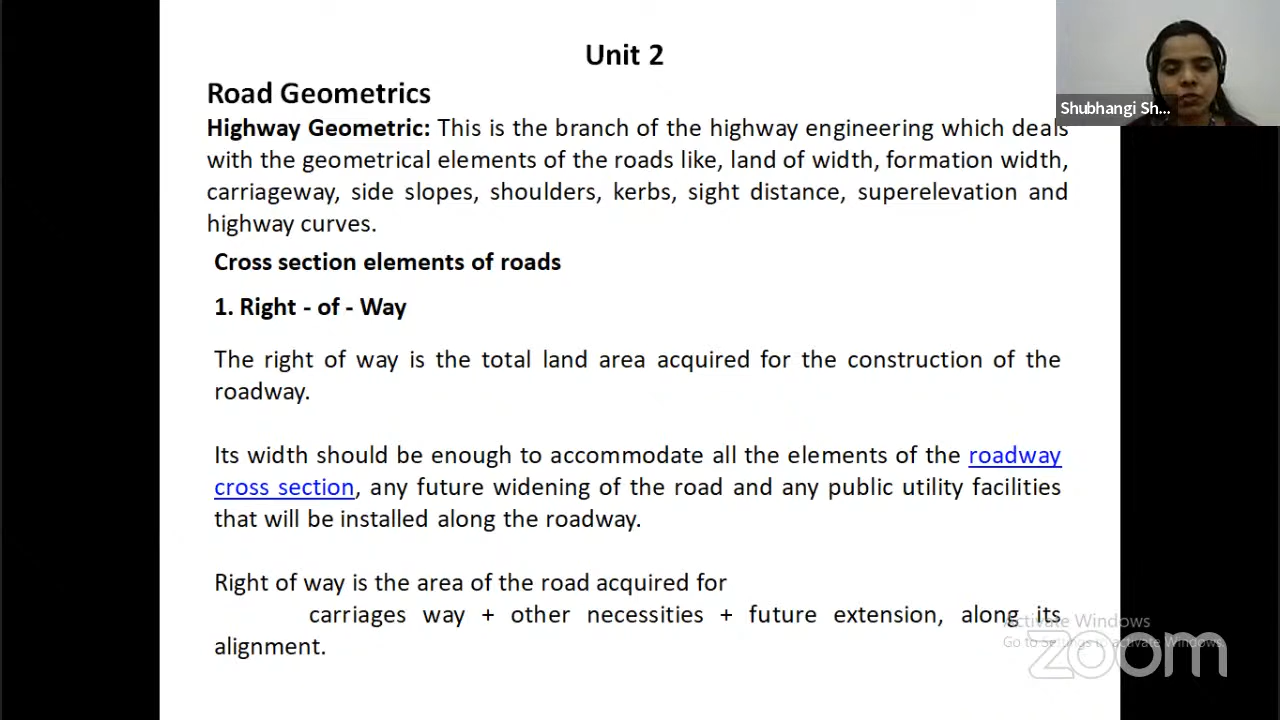 Unit 2
Road Geometrics
Highway Geometric: This is the branch of the highway engineering which deals
with the geometrical elements of the roads like, land of width, formation width,
carriageway, side slopes, shoulders, kerbs, sight distance, superelevation and
highway curves.
Cross section elements of roads
1. Right - of - Way
The right of way is the total land area acquired for the construction of the
roadway.
Its width should be enough to accommodate all the elements of the roadway
cross section, any future widening of the road and any public utility facilities
that will be installed along the roadway.
Right of way is the area of the road acquired for
carriages way + other necessities + future extension, along its
alignment.
Shubhangi Sh...
Activate Windows
Go to Settings to activate Windows.
zoom